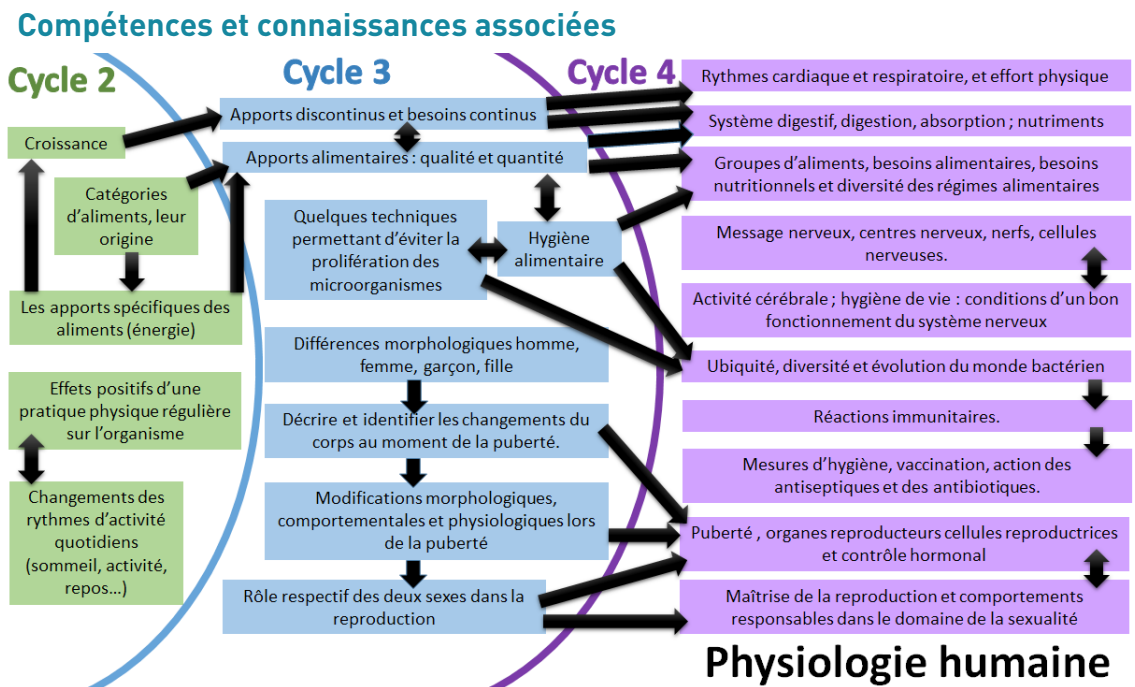 Compétences et connaissances associées
Cycle 2
Croissance
Catégories
d'aliments, leur
origine
Les apports spécifiques des
aliments (énergie)
Effets positifs d'une
pratique physique régulière
sur l'organisme
Changements des
rythmes d'activité
quotidiens
(sommeil, activité,
repos...)
Cycle 3
Apports discontinus et besoins continus
Apports alimentaires : qualité et quantité
Quelques techniques
permettant d'éviter la
prolifération des
microorganismes
Hygiène
alimentaire
Différences morphologiques homme,
femme, garçon, fille
Décrire et identifier les changements du
corps au moment de la puberté.
Modifications morphologiques,
comportementales et physiologiques lors
de la puberté
Rôle respectif des deux sexes dans la
reproduction
Cycle 4
Rythmes cardiaque et respiratoire, et effort physique
Système digestif, digestion, absorption ; nutriments
Groupes d'aliments, besoins alimentaires, besoins
nutritionnels et diversité des régimes alimentaires
Message nerveux, centres nerveux, nerfs, cellules
nerveuses.
Activité cérébrale ; hygiène de vie : conditions d'un bon
fonctionnement du système nerveux
Ubiquité, diversité et évolution du monde bactérien
Réactions immunitaires.
Mesures d'hygiène, vaccination, action des
antiseptiques et des antibiotiques.
Puberté , organes reproducteurs cellules reproductrices
et contrôle hormonal
Maîtrise de la reproduction et comportements
responsables dans le domaine de la sexualité
Physiologie humaine